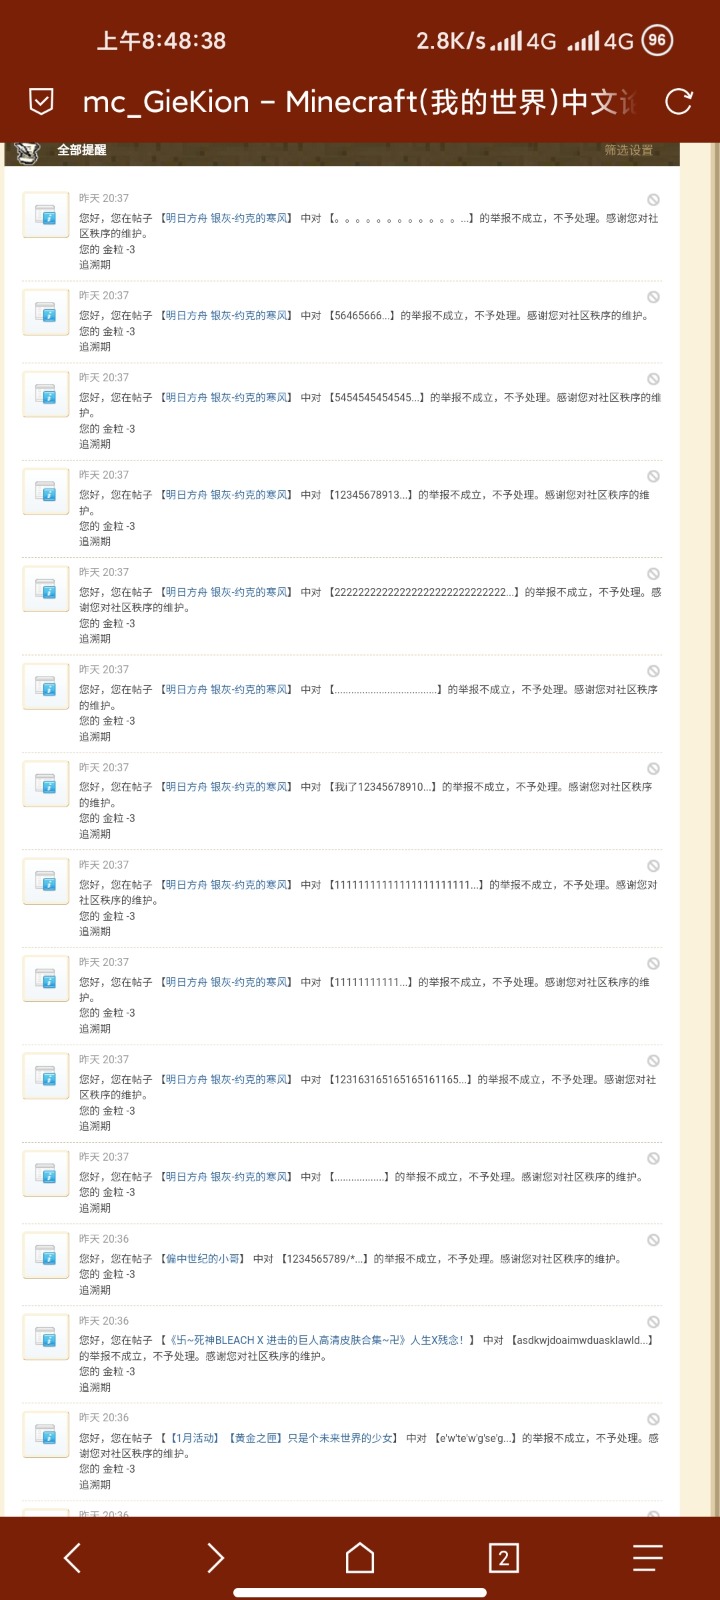 上午8:48:38
2.8K/s 4G 4G 96
mc_GieKion - Minecraft(我的世界)中文
全部提醒 筛选设置
昨天 20:37
您好，您在帖子 【明日方舟 银灰-约克的寒风】 中对 【。。。。。。。。。。。。...】的举报不成立，不予处理。感谢您对社
区秩序的维护。
您的 金粒 -3
追溯期
昨天 20:37
您好，您在帖子 【明日方舟 银灰-约克的寒风】 中对 【56465666...】的举报不成立，不予处理。感谢您对社区秩序的维护。
您的 金粒 -3
追溯期
昨天 20:37
您好，您在帖子 【明日方舟 银灰-约克的寒风】 中对 【5454545454545...】的举报不成立，不予处理。感谢您对社区秩序的维
护。
您的 金粒 -3
追溯期
昨天 20:37
您好，您在帖子 【明日方舟 银灰-约克的寒风】 中对 【12345678913...】的举报不成立，不予处理。感谢您对社区秩序的维
护。
您的 金粒 -3
追溯期
昨天 20:37
您好，您在帖子 【明日方舟 银灰-约克的寒风】 中对 【22222222222222222222222222222222222...】的举报不成立，不予处理。感
谢您对社区秩序的维护。
您的 金粒 -3
追溯期
昨天 20:37
您好，您在帖子 【明日方舟 银灰-约克的寒风】 中对 【.....................................】的举报不成立，不予处理。感谢您对社区秩序
的维护。
您的 金粒 -3
追溯期
昨天 20:37
您好，您在帖子 【明日方舟 银灰-约克的寒风】 中对 【我i了12345678910...】的举报不成立，不予处理。感谢您对社区秩序
的维护。
您的 金粒 -3
追溯期
昨天 20:37
您好，您在帖子 【明日方舟 银灰-约克的寒风】 中对 【1111111111111111111111111111...】的举报不成立，不予处理。感谢您对
社区秩序的维护。
您的 金粒 -3
追溯期
昨天 20:37
您好，您在帖子 【明日方舟 银灰-约克的寒风】 中对 【11111111111...】的举报不成立，不予处理。感谢您对社区秩序的维
护。
您的 金粒 -3
追溯期
昨天 20:37
您好，您在帖子 【明日方舟 银灰-约克的寒风】 中对 【123163165165165161165...】的举报不成立，不予处理。感谢您对社
区秩序的维护。
您的 金粒 -3
追溯期
昨天 20:37
您好，您在帖子 【明日方舟 银灰-约克的寒风】 中对 【..................】的举报不成立，不予处理。感谢您对社区秩序的维护。
您的 金粒 -3
追溯期
昨天 20:36
您好，您在帖子 【偏中世纪的小哥】 中对 【1234565789/*...】的举报不成立，不予处理。感谢您对社区秩序的维护。
您的 金粒 -3
追溯期
昨天 20:36
您好，您在帖子 【《卐~死神BLEACH X 进击的巨人高清皮肤合集~卍》人生X残念！】 中对 【asdkwjdoaimwduasklawld...】
的举报不成立，不予处理。感谢您对社区秩序的维护。
您的 金粒 -3
追溯期
昨天 20:36
您好，您在帖子 【【1月活动】【黄金之匣】只是个未来世界的少女】 中对 【e'w'te'w'g'se'g...】的举报不成立，不予处理。感
谢您对社区秩序的维护。
您的 金粒 -3
追溯期
昨天 20:36
2